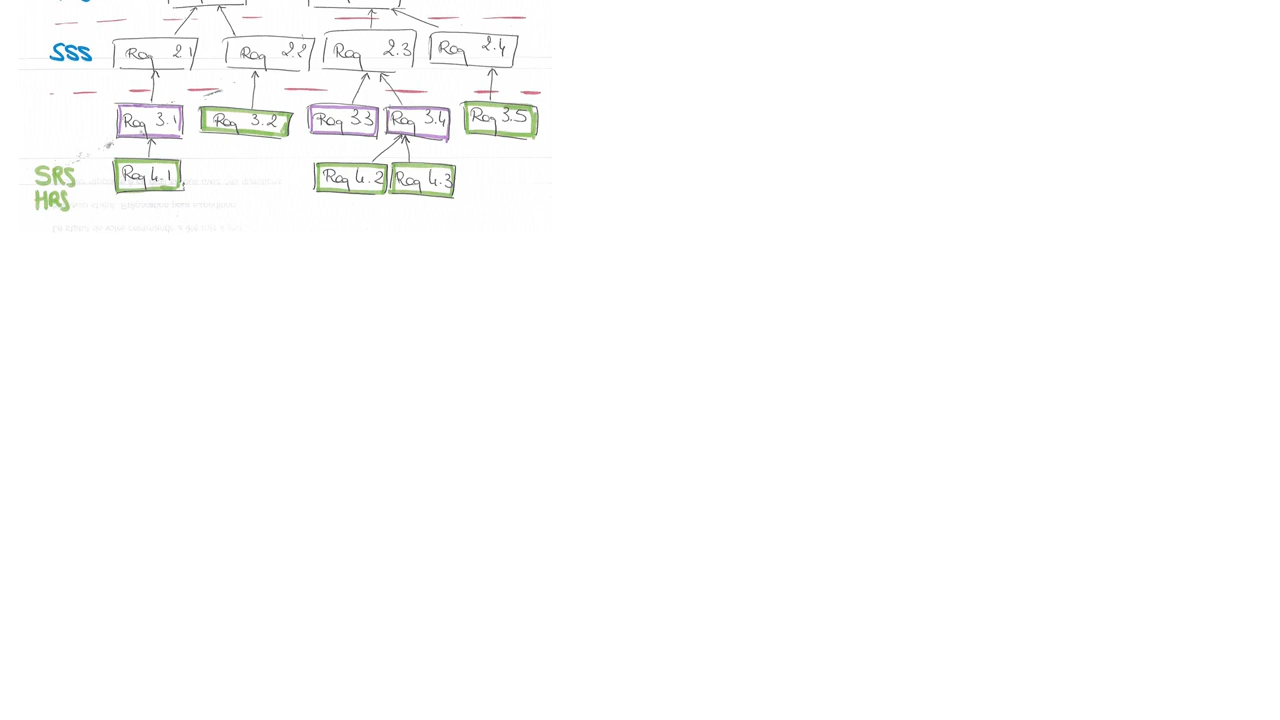 SSS Req 2.1 Req 2.2 Req 2.3 Req 2.4
Req 3.1 Req 3.2 Req 3.3 Req 3.4 Req 3.5
SRS Req 4.1 Req 4.2 Req 4.3
HRS